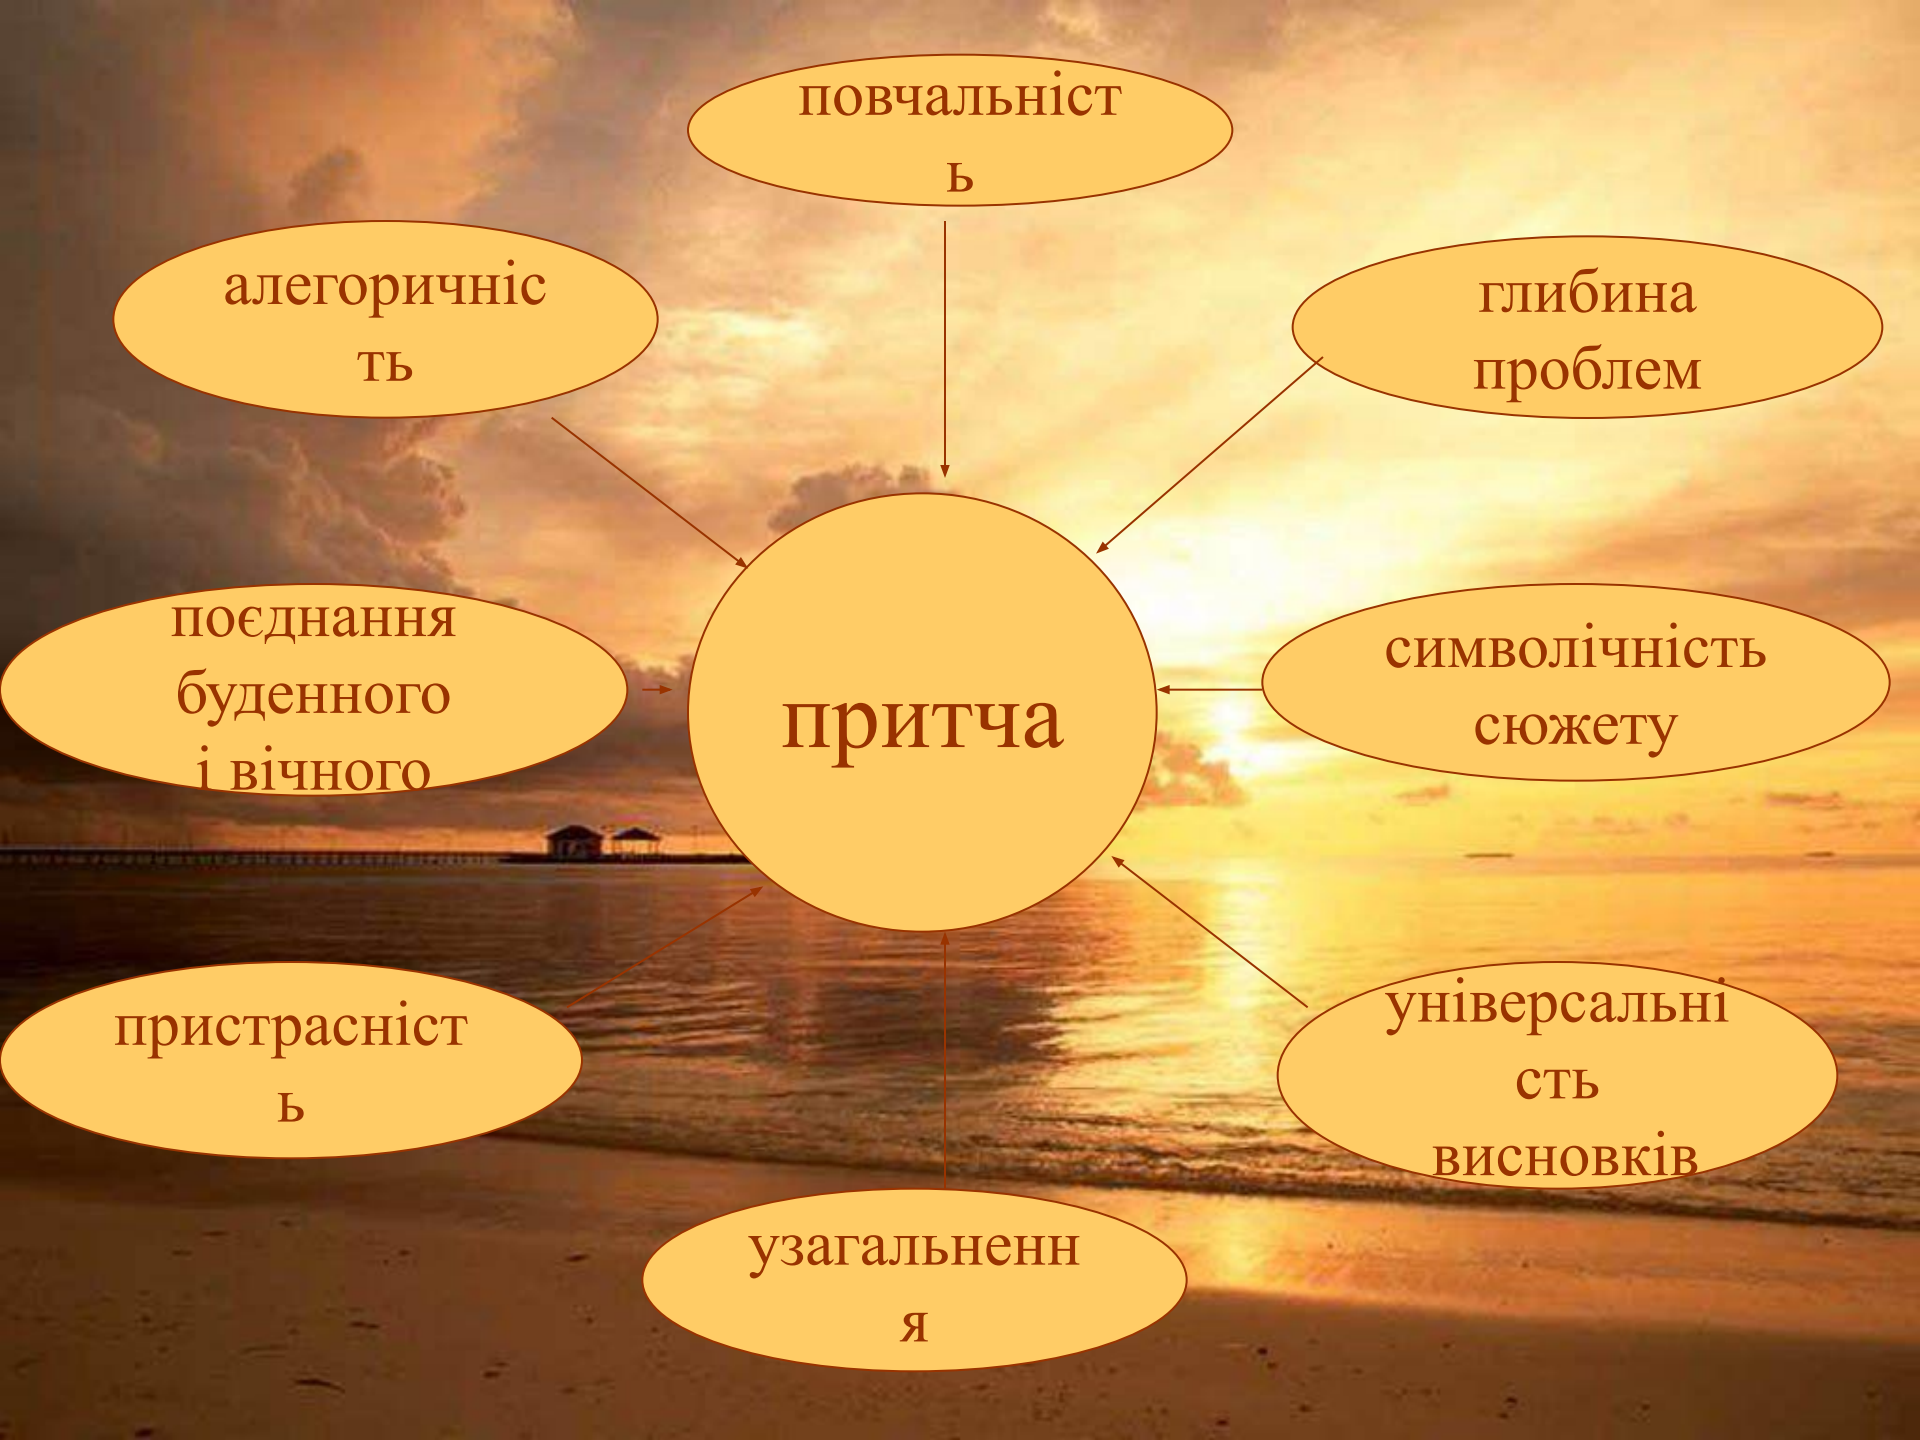 повчальніст
ь
алегоричніс
ть
глибина
проблем
поєднання
буденного
і вічного
притча
символічність
сюжету
пристрасніст
ь
універсальні
сть
висновків
узагальненн
я